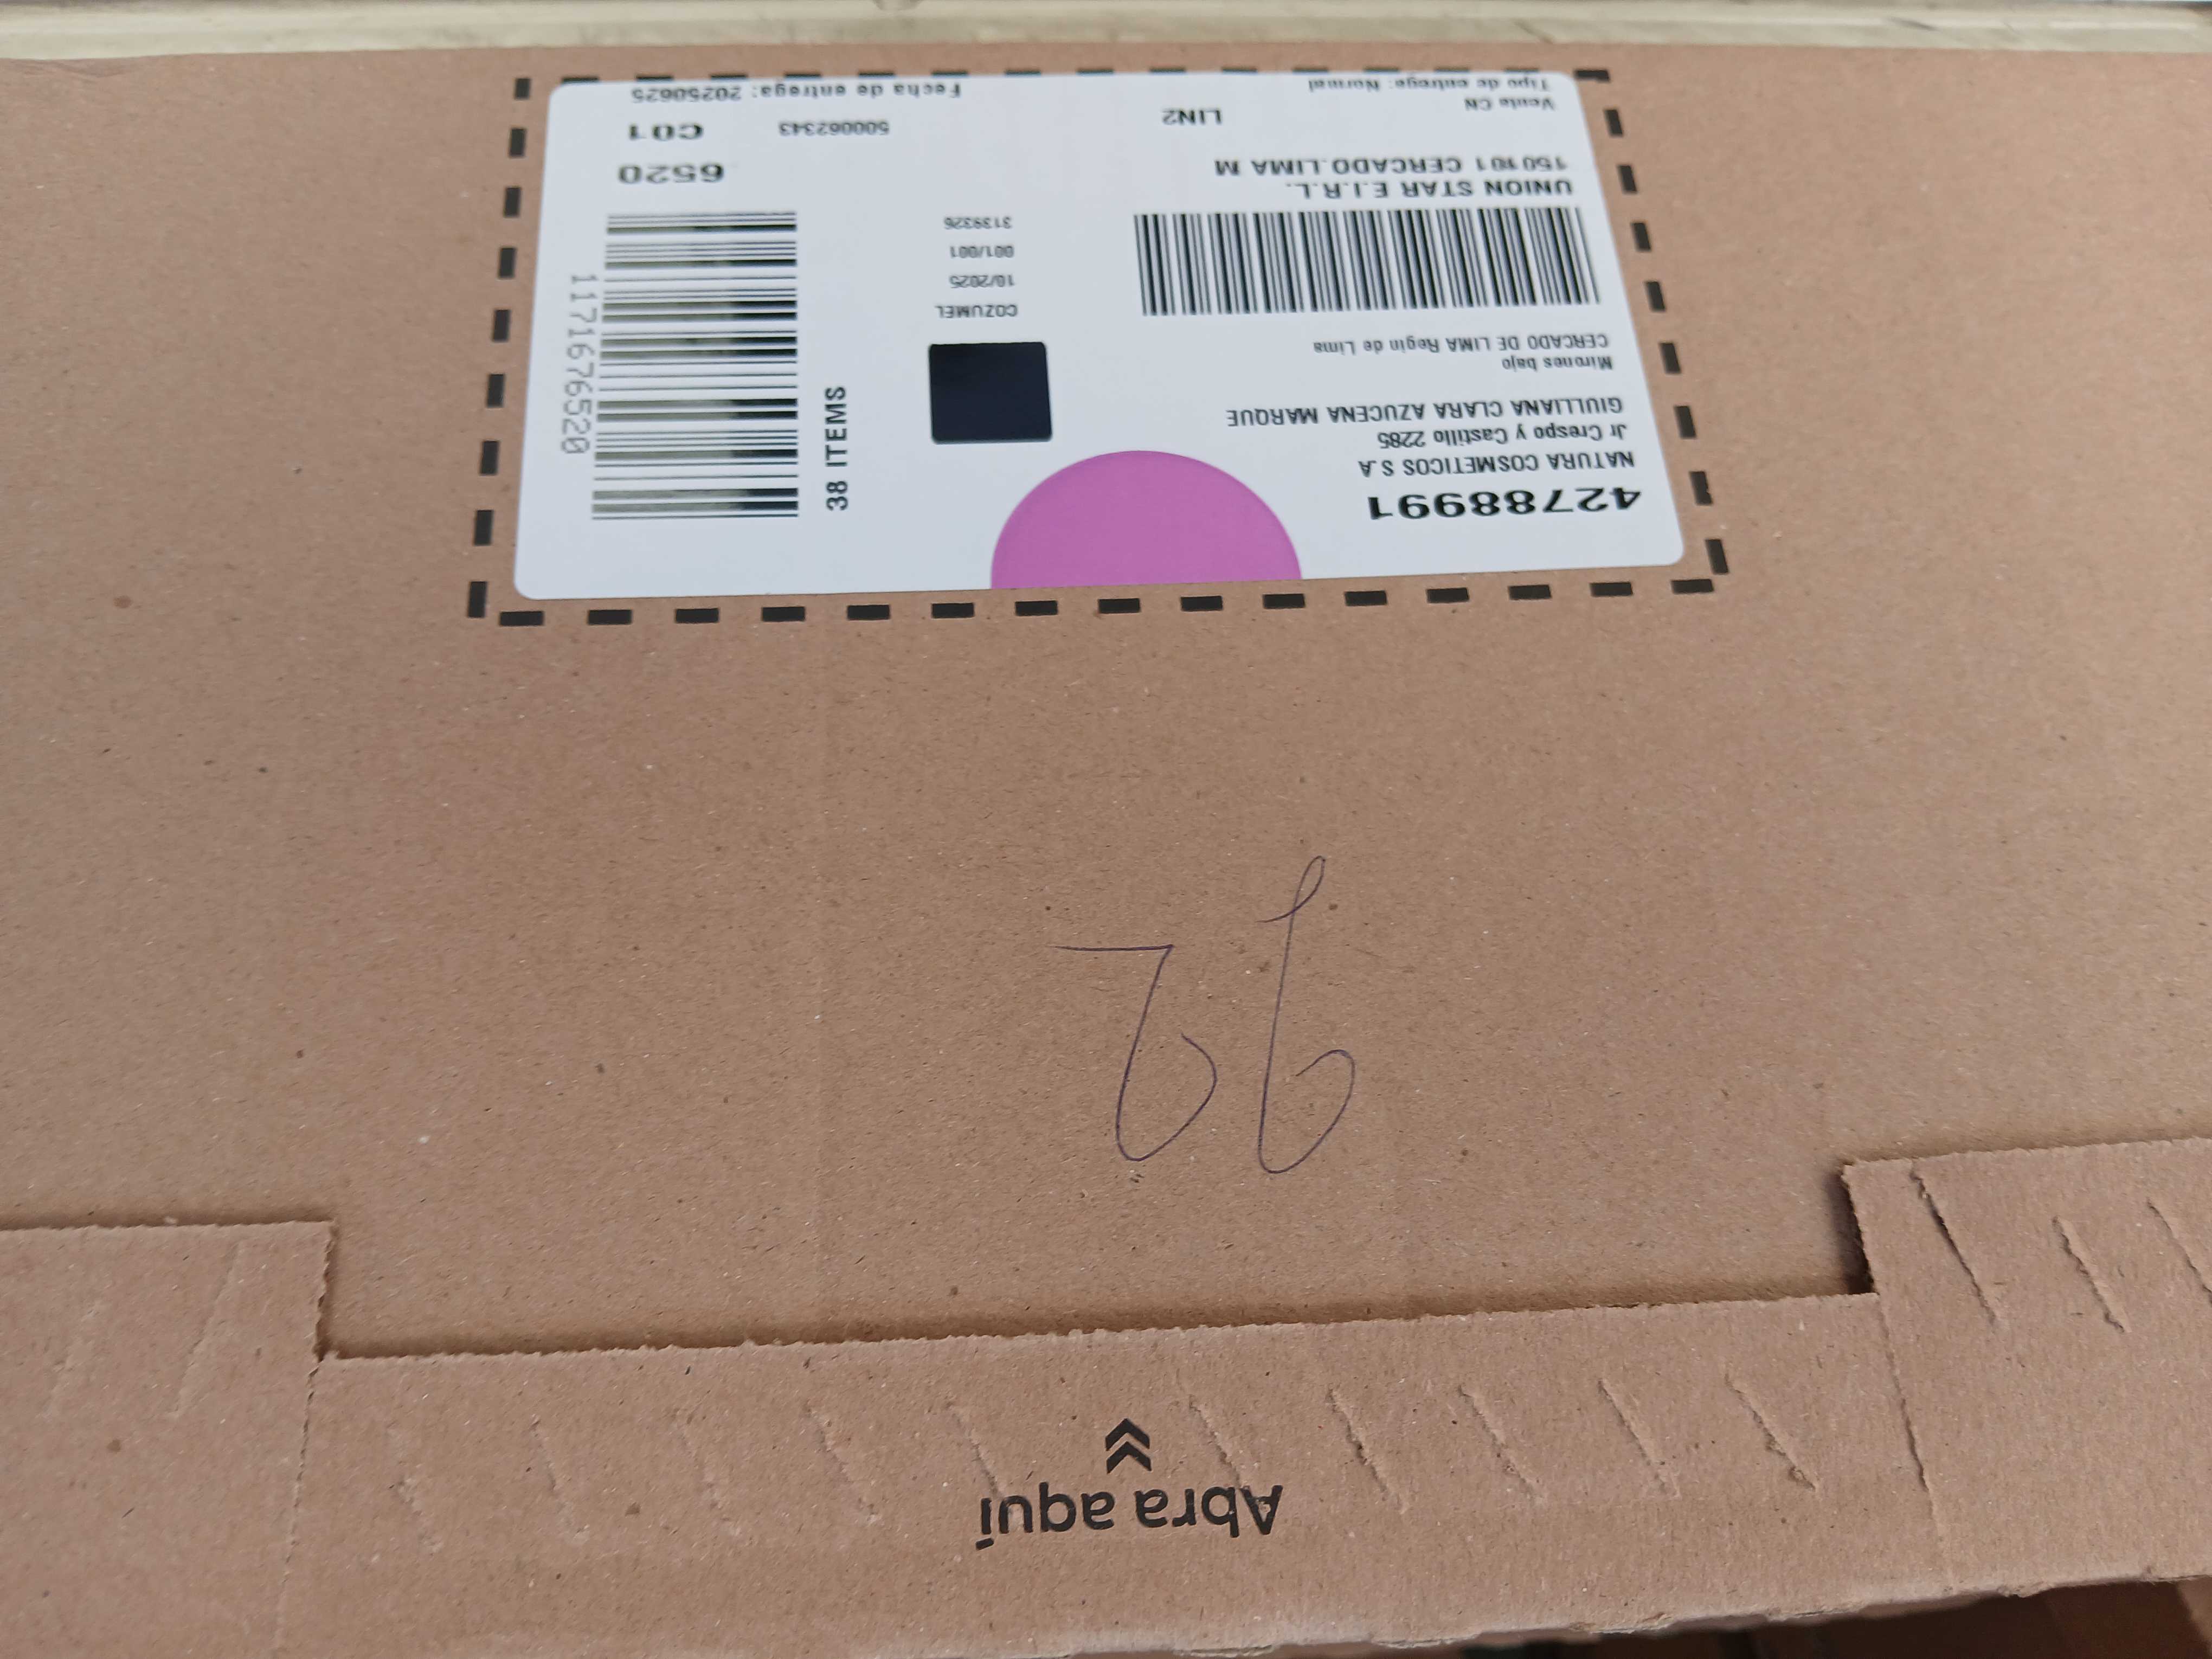 42788991
NATURA COSMETICOS S.A
Jr Crespo y Castillo 2285
GIULLIANA CLARA AZUCENA MARQUE
Mirones bajo
CERCADO DE LIMA Regin de Lima
38 ITEMS
COZUMEL
10/2025
001/001
3139326
1171676520
UNION STAR E.I.R.L.
150101 CERCADO LIMA M
6520
Venta CN
LIN2
500062343
C01
Tipo de entrega: Normal
Fecha de entrega: 20250625
92
Abra aquí